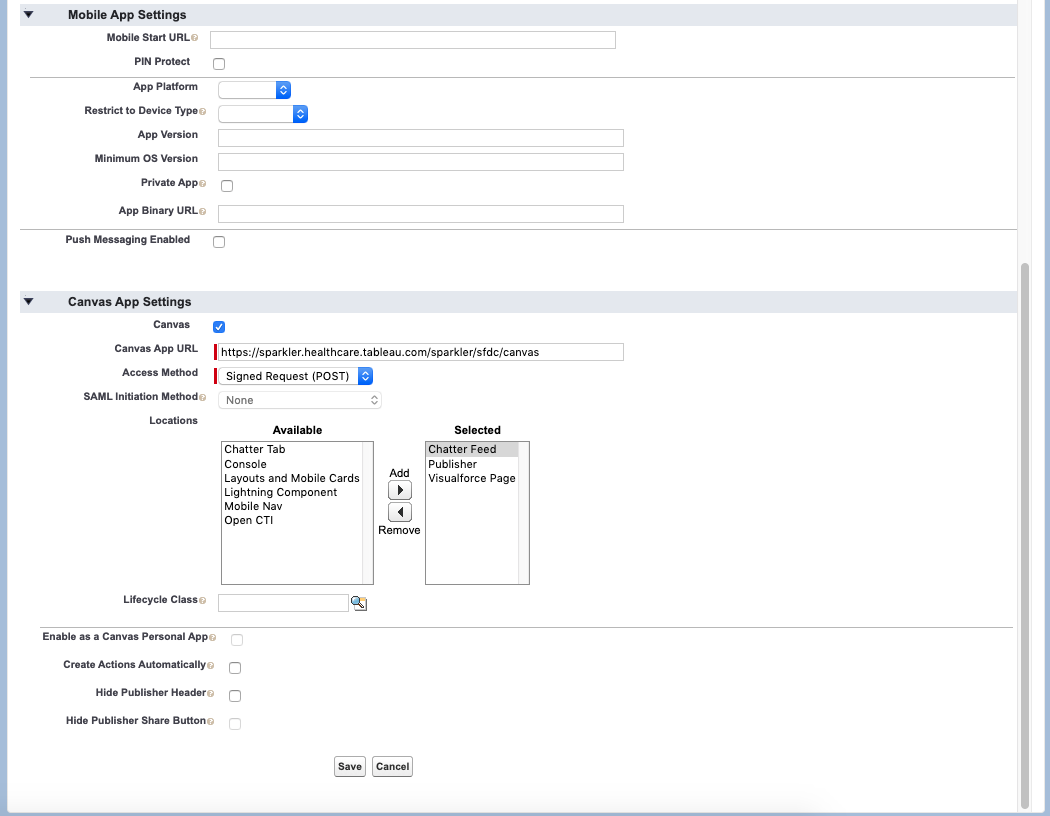 Mobile App Settings
Mobile Start URL
PIN Protect
App Platform
Restrict to Device Type
App Version
Minimum OS Version
Private App
App Binary URL
Push Messaging Enabled
Canvas App Settings
Canvas
Canvas App URL https://sparkler.healthcare.tableau.com/sparkler/sfdc/canvas
Access Method Signed Request (POST)
SAML Initiation Method None
Locations
Available
Chatter Tab
Console
Layouts and Mobile Cards
Lightning Component
Mobile Nav
Open CTI
Add
Remove
Selected
Chatter Feed
Publisher
Visualforce Page
Lifecycle Class
Enable as a Canvas Personal App
Create Actions Automatically
Hide Publisher Header
Hide Publisher Share Button
Save Cancel